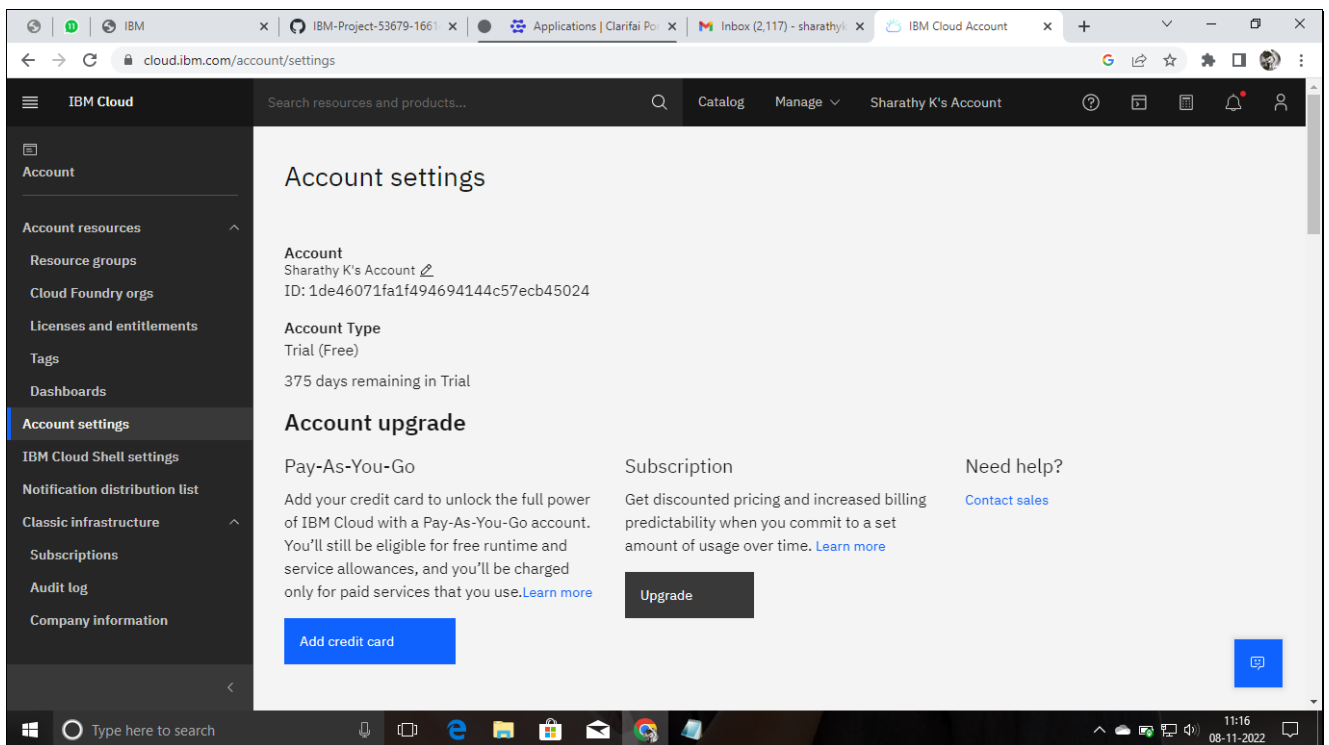 IBM
IBM-Project-53679-1661
Applications | Clarifai Po
Inbox (2,117) - sharathyk
IBM Cloud Account
cloud.ibm.com/account/settings
IBM Cloud
Search resources and products...
Catalog
Manage
Sharathy K's Account
Account
Account resources
Resource groups
Cloud Foundry orgs
Licenses and entitlements
Tags
Dashboards
Account settings
IBM Cloud Shell settings
Notification distribution list
Classic infrastructure
Subscriptions
Audit log
Company information
Account settings
Account
Sharathy K's Account
ID: 1de46071fa1f494694144c57ecb45024
Account Type
Trial (Free)
375 days remaining in Trial
Account upgrade
Pay-As-You-Go
Add your credit card to unlock the full power
of IBM Cloud with a Pay-As-You-Go account.
You’ll still be eligible for free runtime and
service allowances, and you’ll be charged
only for paid services that you use.Learn more
Add credit card
Subscription
Get discounted pricing and increased billing
predictability when you commit to a set
amount of usage over time. Learn more
Upgrade
Need help?
Contact sales
Type here to search
11:16
08-11-2022